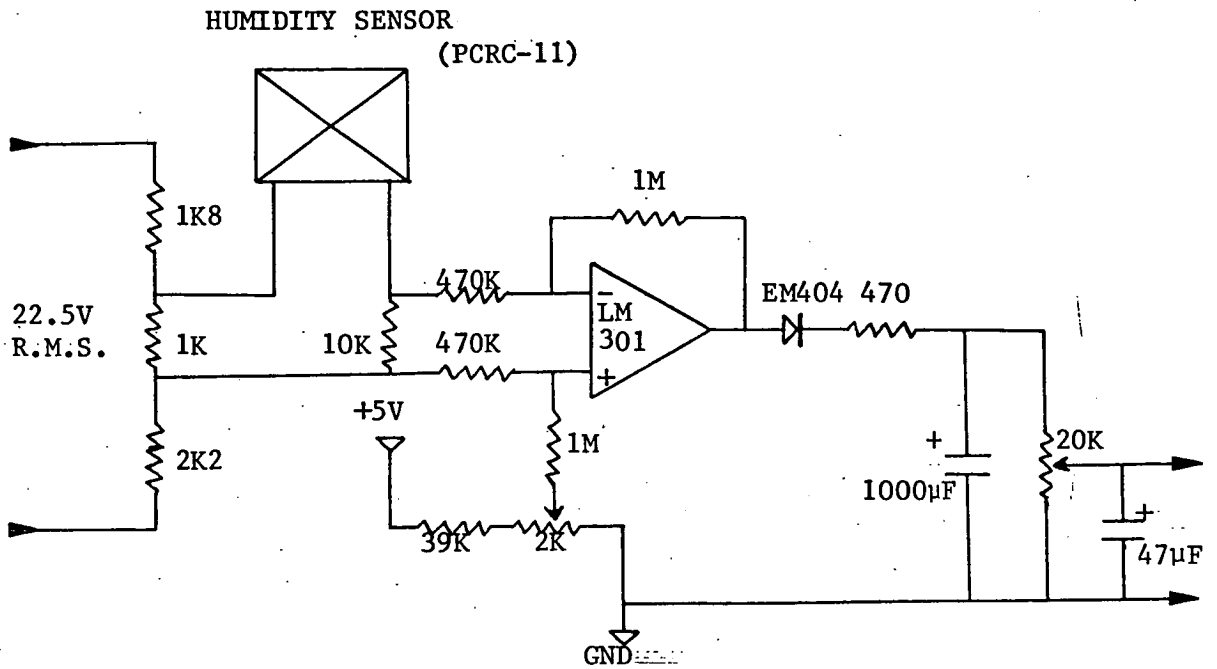 HUMIDITY SENSOR
(PCRC-11)
1K8
1M
470K
EM404 470
-
LM
301
+
22.5V
R.M.S.
1K
10K
470K
+5V
1M
2K2
+
1000μF
20K
+
47μF
39K
2K
GND